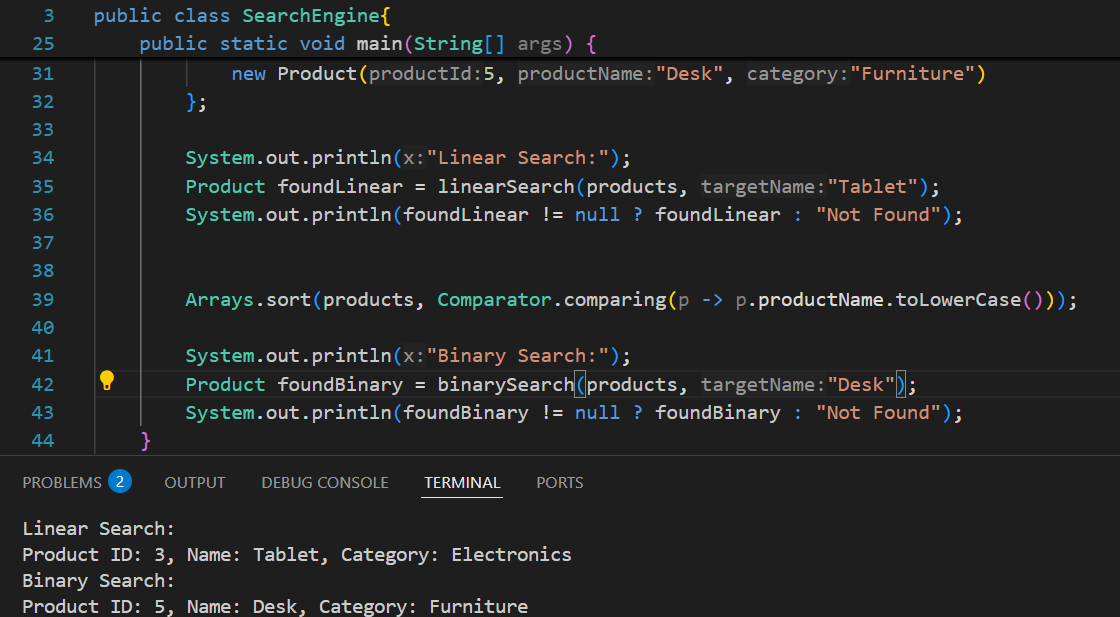 3 public class SearchEngine{
25 public static void main(String[] args) {
31 new Product(productId:5, productName:"Desk", category:"Furniture")
32 };
33
34 System.out.println(x:"Linear Search:");
35 Product foundLinear = linearSearch(products, targetName:"Tablet");
36 System.out.println(foundLinear != null ? foundLinear : "Not Found");
37
38
39 Arrays.sort(products, Comparator.comparing(p -> p.productName.toLowerCase()));
40
41 System.out.println(x:"Binary Search:");
42 Product foundBinary = binarySearch(products, targetName:"Desk");
43 System.out.println(foundBinary != null ? foundBinary : "Not Found");
44 }
PROBLEMS 2 OUTPUT DEBUG CONSOLE TERMINAL PORTS
Linear Search:
Product ID: 3, Name: Tablet, Category: Electronics
Binary Search:
Product ID: 5, Name: Desk, Category: Furniture